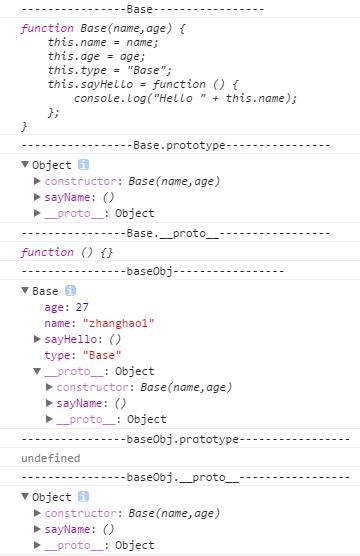 ----------------Base-----------------
function Base(name,age) {
    this.name = name;
    this.age = age;
    this.type = "Base";
    this.sayHello = function () {
        console.log("Hello " + this.name);
    };
}
-----------------Base.prototype----------------
▼ Object i
▶ constructor: Base(name,age)
▶ sayName: ()
▶ __proto__: Object
----------------Base.__proto__-----------------
function () {}
----------------baseObj-----------------
▼ Base i
age: 27
name: "zhanghao1"
▶ sayHello: ()
type: "Base"
▼ __proto__: Object
▶ constructor: Base(name,age)
▶ sayName: ()
▶ __proto__: Object
----------------baseObj.prototype-----------------
undefined
----------------baseObj.__proto__-----------------
▼ Object i
▶ constructor: Base(name,age)
▶ sayName: ()
▶ __proto__: Object